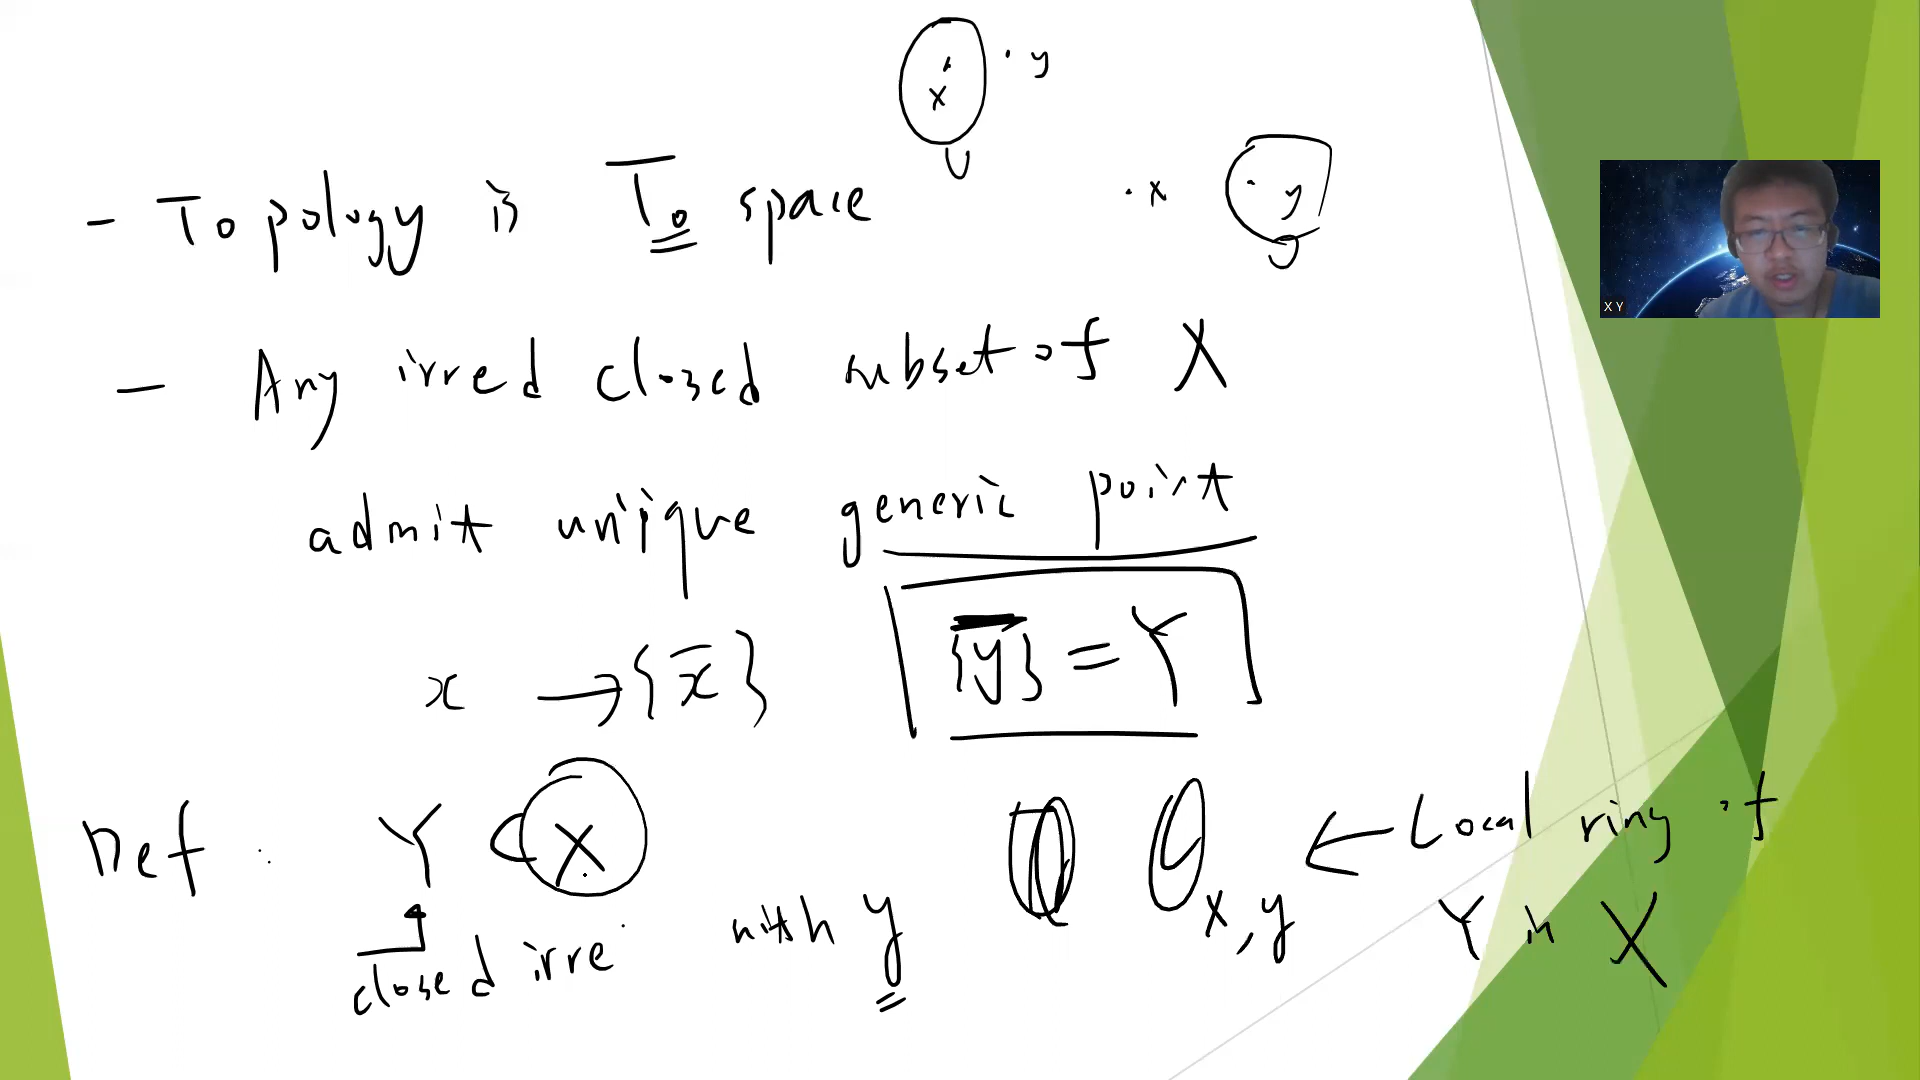 x · y
U
- Topology is T₀ space · x · y
U
- Any irred closed subset of X
admit unique generic point
x → {x̅} \overline{{y}} = Y
Def : Y ⊂ X with y O_{X,y} ← Local ring of
closed irre Y in X
X Y